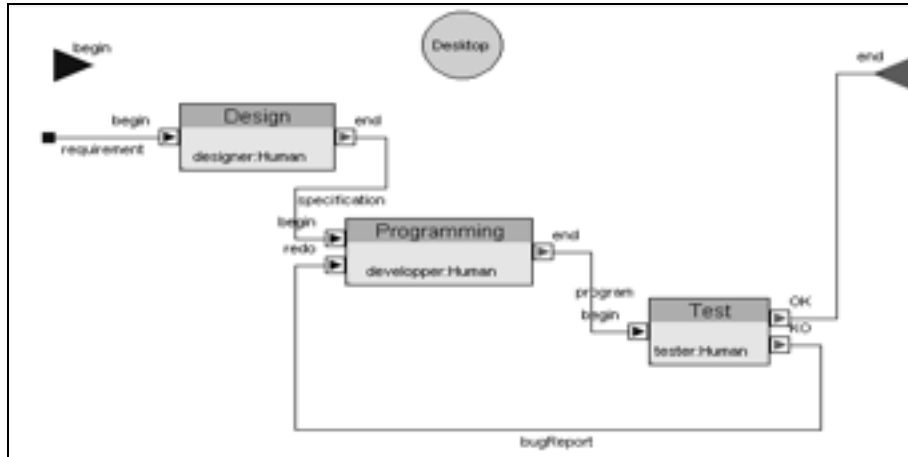 begin
Desktop
end
begin
Design
end
requirement
designer:Human
specification
begin
Programming
end
redo
developper:Human
program
begin
Test
OK
KO
tester:Human
bugReport